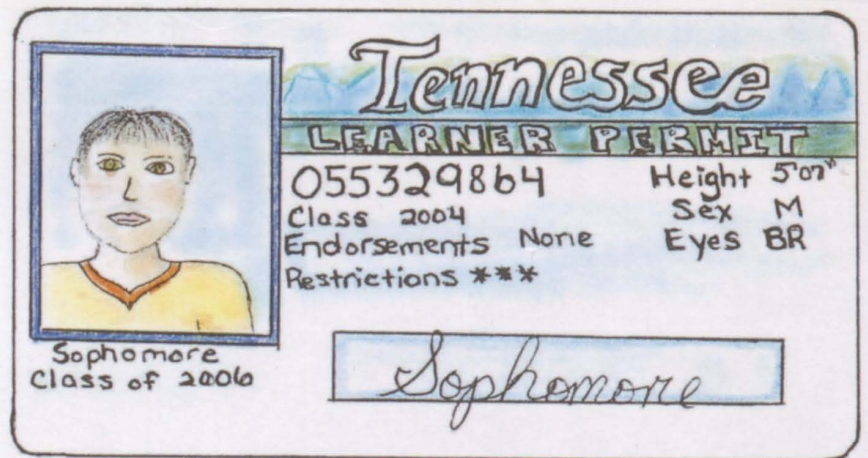 Tennessee
LEARNER PERMIT
055329864 Height 5'07"
Class 2004 Sex M
Endorsements None Eyes BR
Restrictions ***
Sophomore
Class of 2006
Sophomore